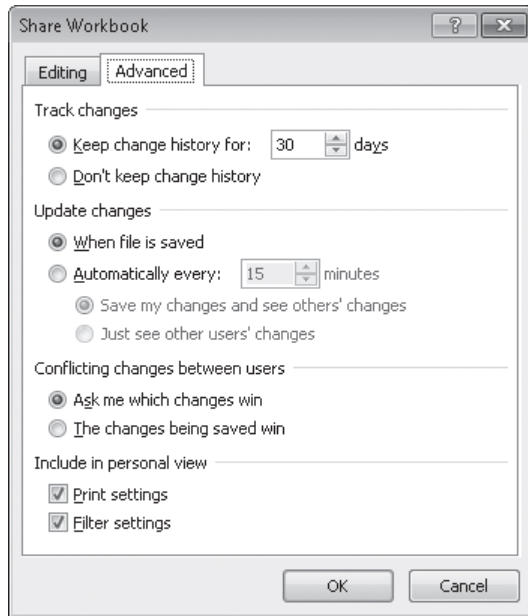 Share Workbook
Editing Advanced
Track changes
Keep change history for: 30 days
Don't keep change history
Update changes
When file is saved
Automatically every: 15 minutes
Save my changes and see others' changes
Just see other users' changes
Conflicting changes between users
Ask me which changes win
The changes being saved win
Include in personal view
Print settings
Filter settings
OK Cancel